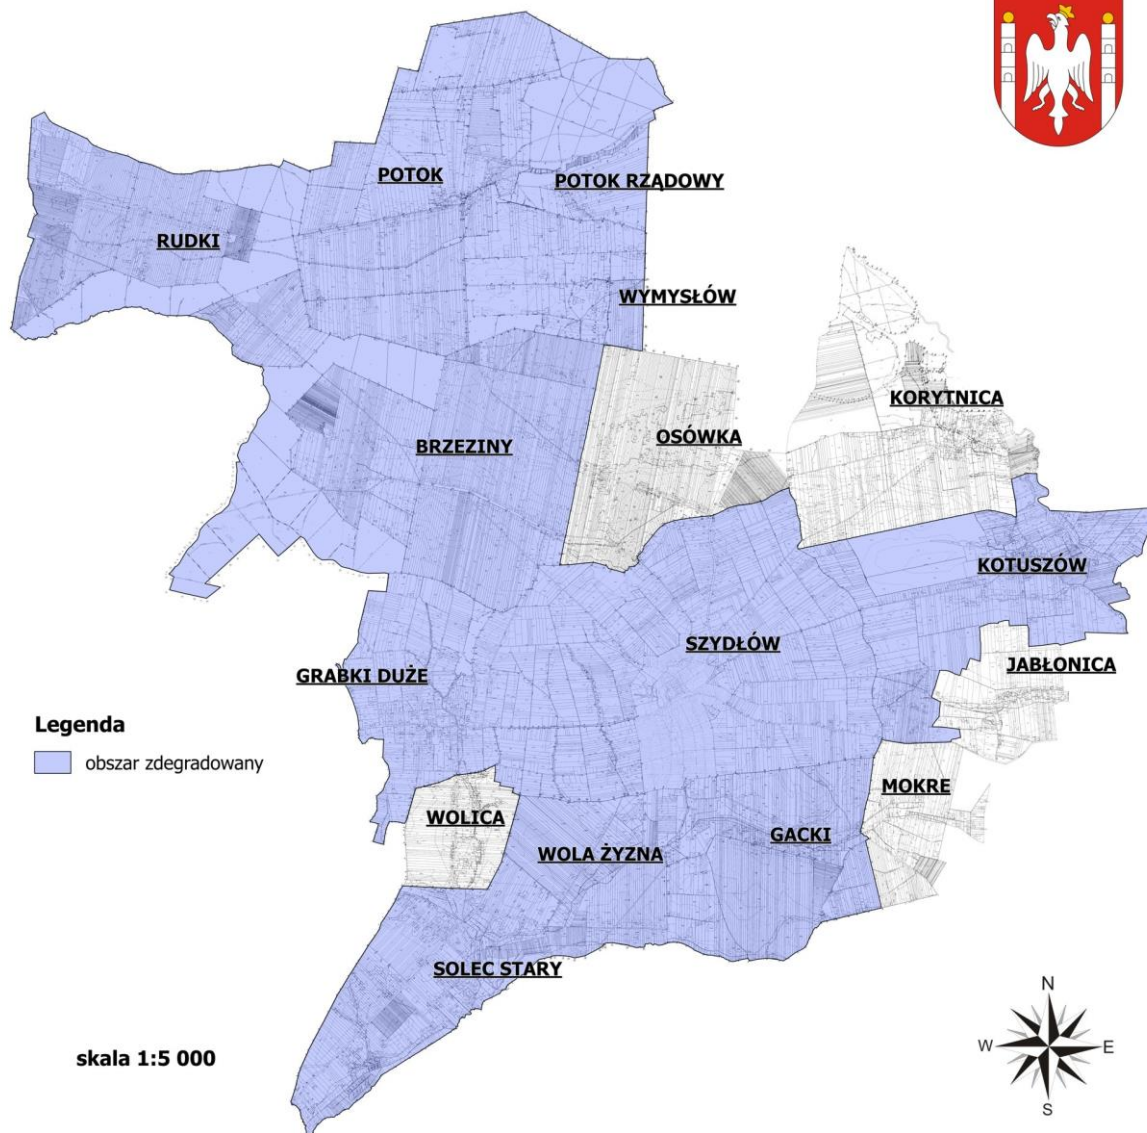 POTOK
POTOK RZĄDOWY
RUDKI
WYMYSŁÓW
KORYTNICA
OSÓWKA
BRZEZINY
KOTUSZÓW
SZYDŁÓW
JABŁONICA
GRABKI DUŻE
Legenda
obszar zdegradowany
MOKRE
WOLICA
GACKI
WOLA ŻYZNA
SOLEC STARY
N
W
E
S
skala 1:5 000